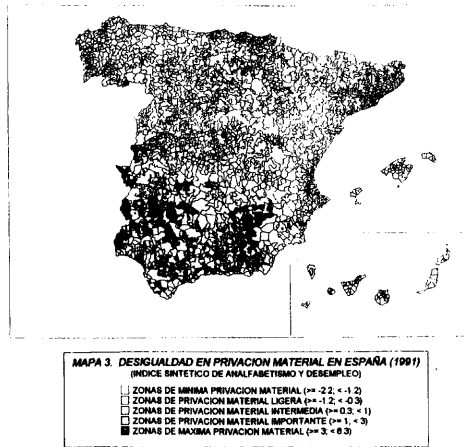 MAPA 3. DESIGUALDAD EN PRIVACION MATERIAL EN ESPAÑA (1991)
(INDICE SINTETICO DE ANALFABETISMO Y DESEMPLEO)
ZONAS DE MINIMA PRIVACION MATERIAL (>= -2.2; < -1.2)
ZONAS DE PRIVACION MATERIAL LIGERA (>= -1.2; < -0.3)
ZONAS DE PRIVACION MATERIAL INTERMEDIA (>= 0.3; < 1)
ZONAS DE PRIVACION MATERIAL IMPORTANTE (>= 1; < 3)
ZONAS DE MAXIMA PRIVACION MATERIAL (>= 3; < 6.3)